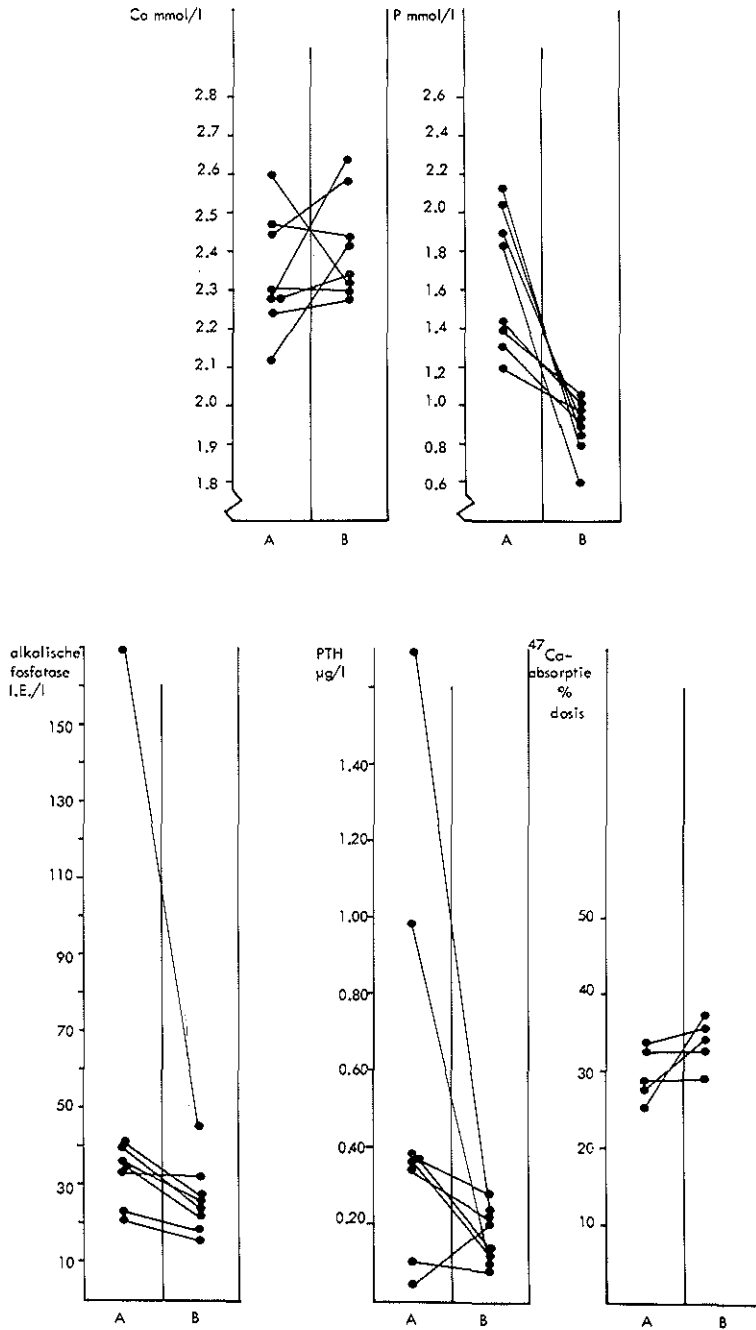 Ca mmol/l
2.8
2.7
2.6
2.5
2.4
2.3
2.2
2.1
2.0
1.9
1.8
A B
P mmol/l
2.6
2.4
2.2
2.0
1.8
1.6
1.4
1.2
1.0
0.8
0.6
A B
alkalische
fosfatase
I.E./l
150
130
110
90
70
50
30
10
A B
PTH
µg/l
1.40
1.20
1.00
0.80
0.60
0.40
0.20
A B
47Ca-
absorptie
%
dosis
50
40
30
20
10
A B